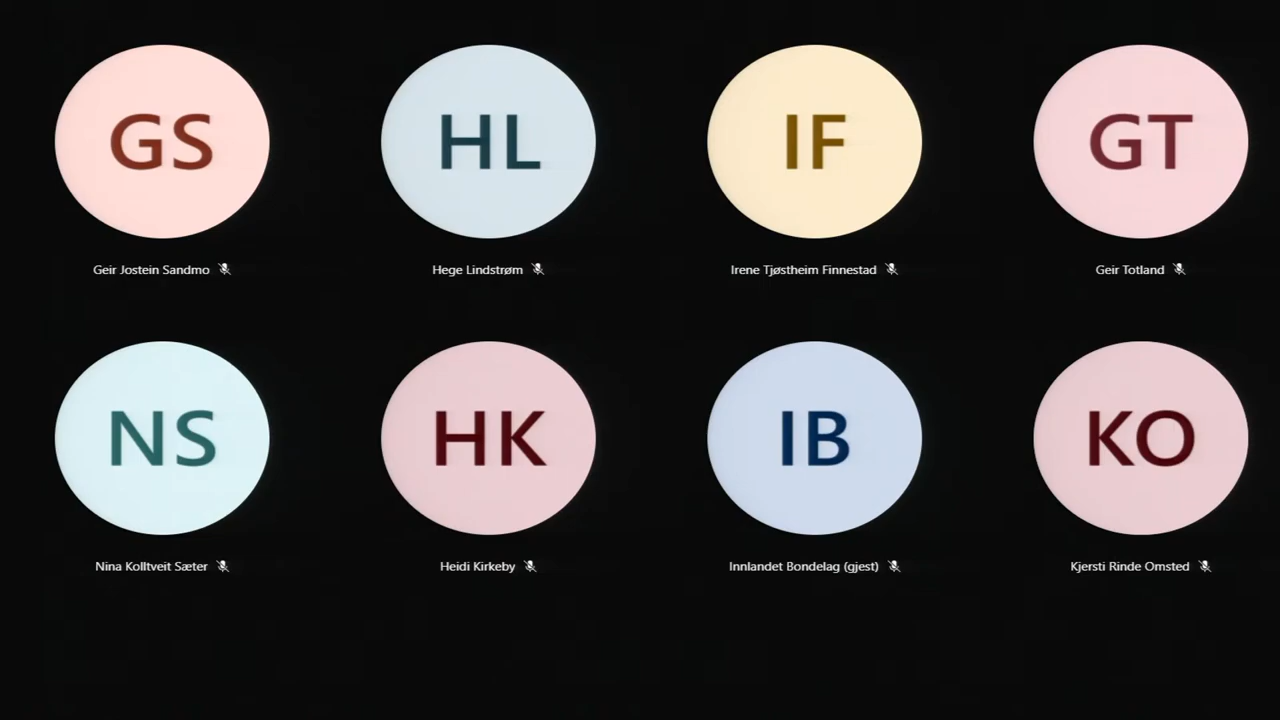 GS
HL
IF
GT
Geir Jostein Sandmo
Hege Lindstrøm
Irene Tjøstheim Finnestad
Geir Totland
NS
HK
IB
KO
Nina Kolltveit Sæter
Heidi Kirkeby
Innlandet Bondelag (gjest)
Kjersti Rinde Omsted